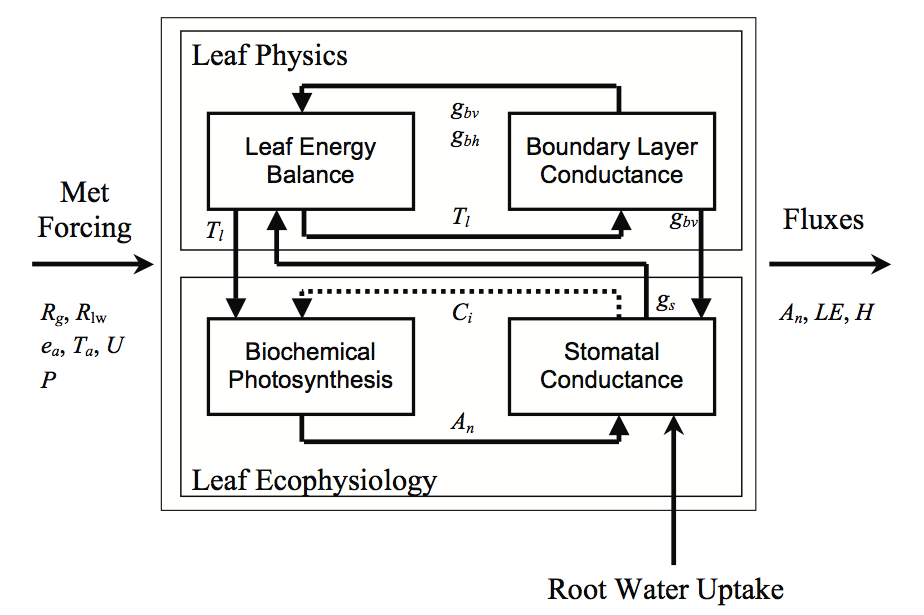 Leaf Physics
g_bv
g_bh
Leaf Energy
Balance
Boundary Layer
Conductance
T_l
T_l
g_bv
Met
Forcing
R_g, R_lw
e_a, T_a, U
P
Fluxes
A_n, LE, H
C_i
g_s
Biochemical
Photosynthesis
Stomatal
Conductance
A_n
Leaf Ecophysiology
Root Water Uptake